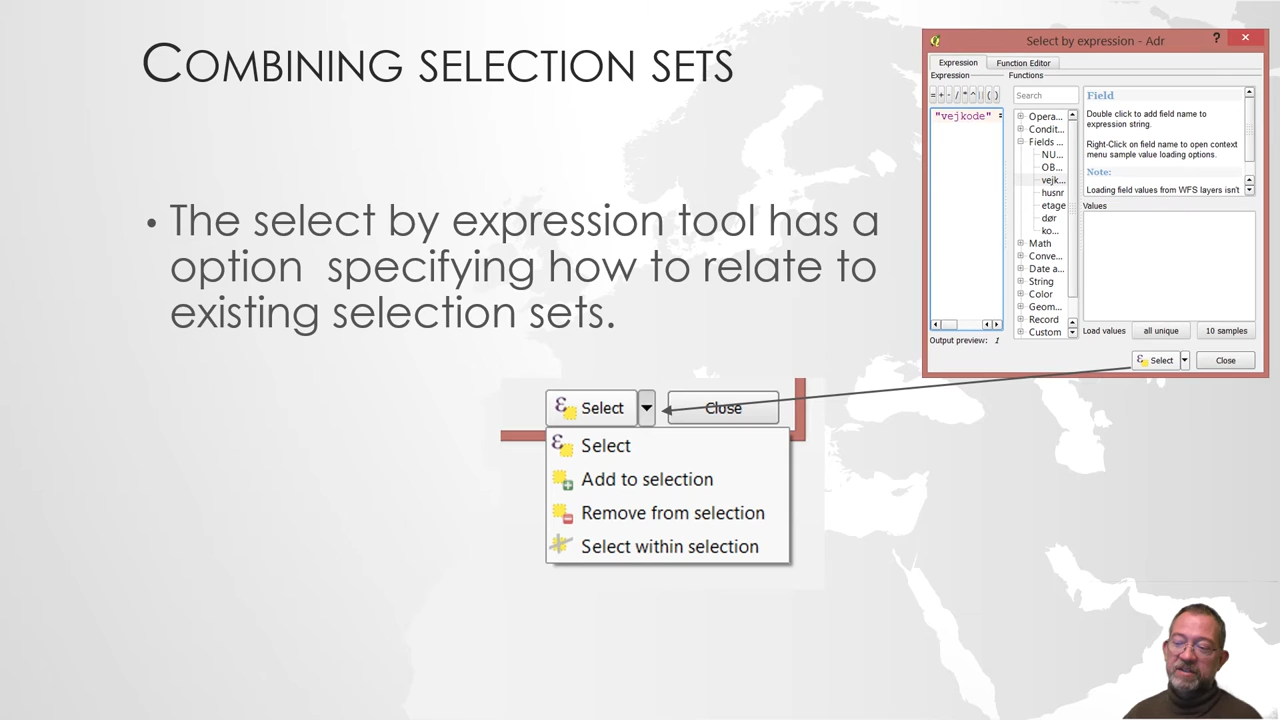 COMBINING SELECTION SETS
• The select by expression tool has a
option specifying how to relate to
existing selection sets.
Select by expression - Adr
?
Expression
Function Editor
Expression
Functions
= + - / * ^ || ( )
Search
"vejkode" =
Opera...
Condit...
Fields ...
NU...
OB...
vejk...
husnr
etage
dør
ko...
Math
Conve...
Date a...
String
Color
Geom...
Record
Custom
Field
Double click to add field name to
expression string.
Right-Click on field name to open context
menu sample value loading options.
Note:
Loading field values from WFS layers isn't
Values
Load values
all unique
10 samples
Output preview: 1
Select
Close
Select
Close
Select
Add to selection
Remove from selection
Select within selection